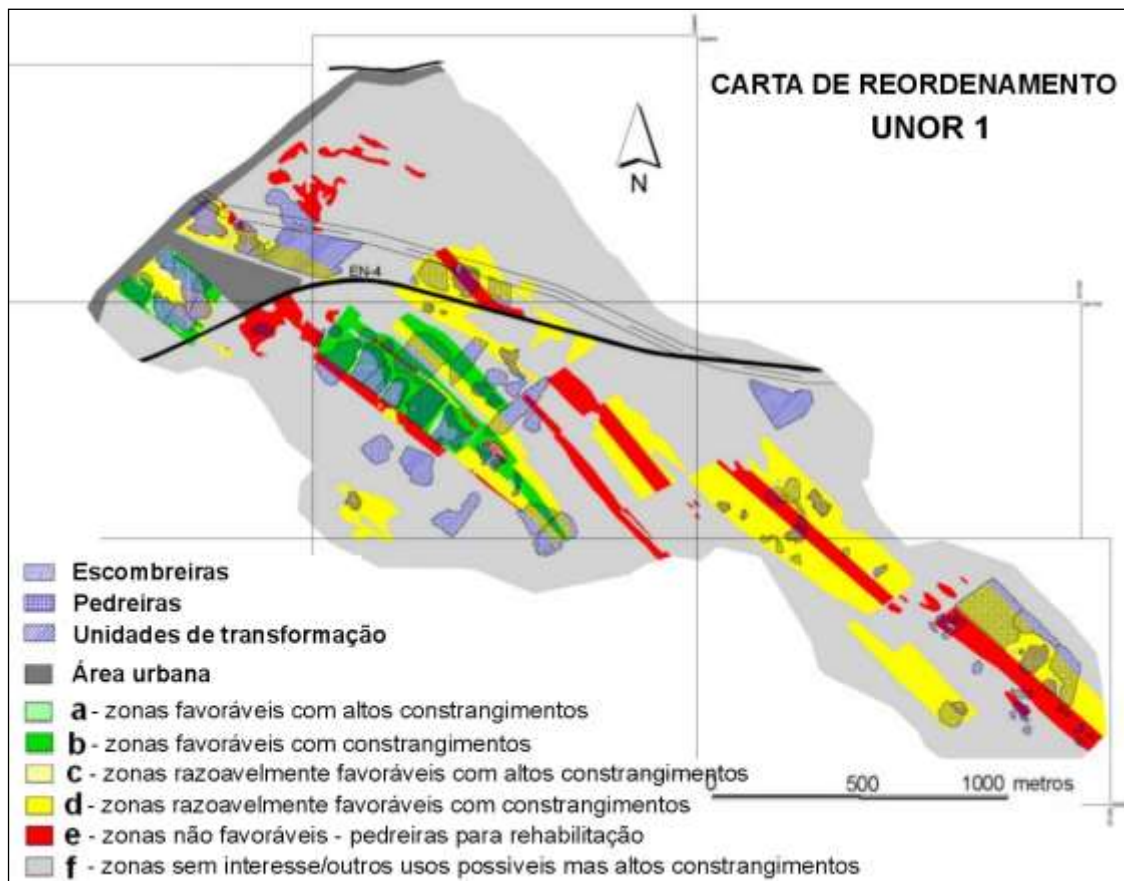 CARTA DE REORDENAMENTO
UNOR 1
N
EN-4
Escombreiras
Pedreiras
Unidades de transformação
Área urbana
a - zonas favoráveis com altos constrangimentos
b - zonas favoráveis com constrangimentos
c - zonas razoavelmente favoráveis com altos constrangimentos
d - zonas razoavelmente favoráveis com constrangimentos
e - zonas não favoráveis - pedreiras para rehabilitação
f - zonas sem interesse/outros usos possiveis mas altos constrangimentos
0 500 1000 metros